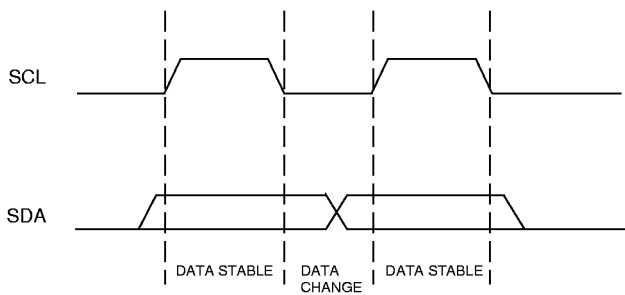 SCL
SDA
DATA STABLE
DATA
CHANGE
DATA STABLE